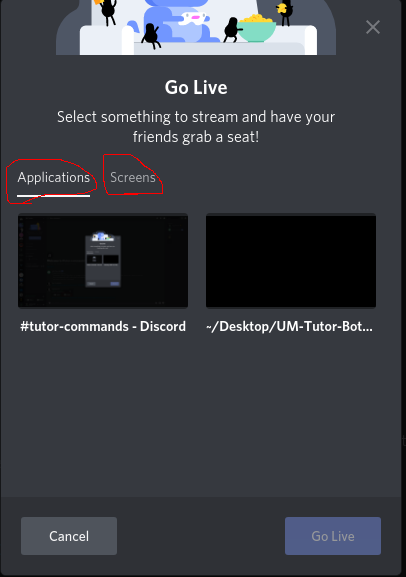 Go Live
Select something to stream and have your
friends grab a seat!
Applications
Screens
#tutor-commands - Discord
~/Desktop/UM-Tutor-Bot...
Cancel
Go Live